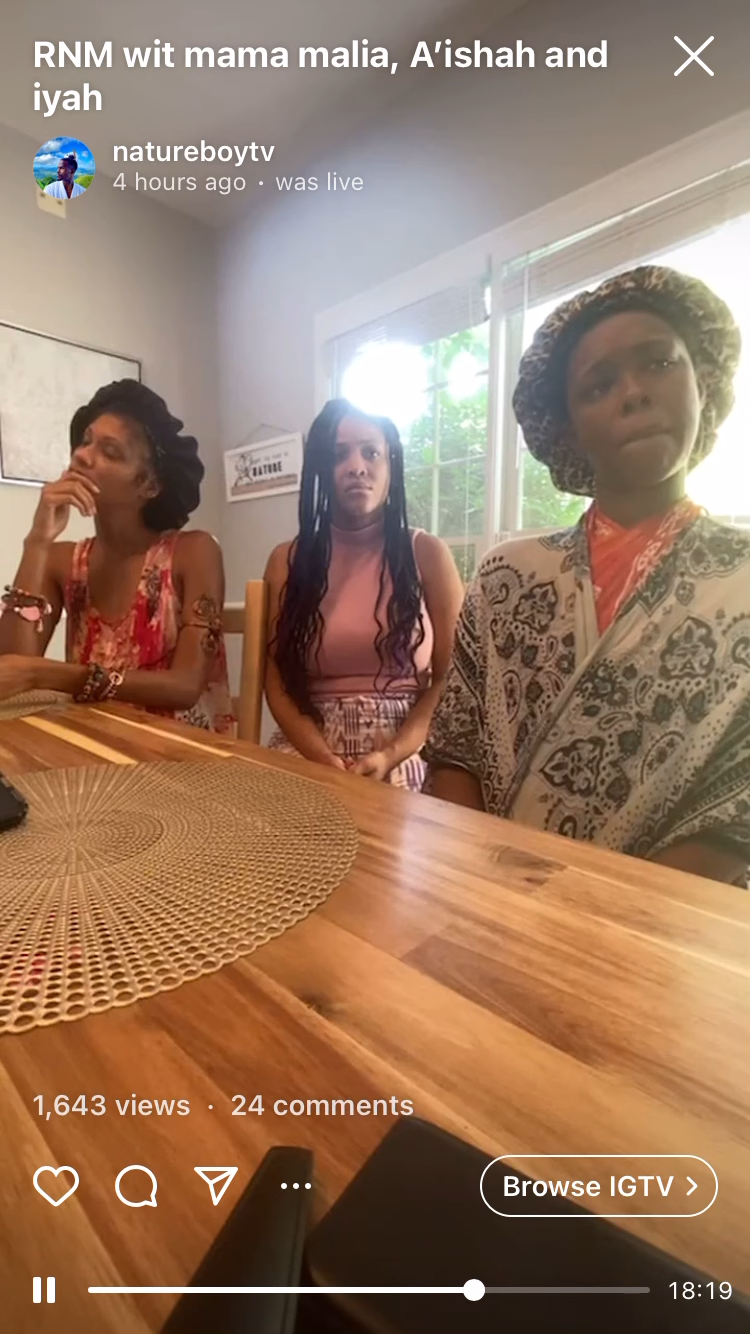 RNM wit mama malia, A’ishah and
iyah
natureboytv
4 hours ago · was live
NATURE
1,643 views · 24 comments
Browse IGTV >
18:19